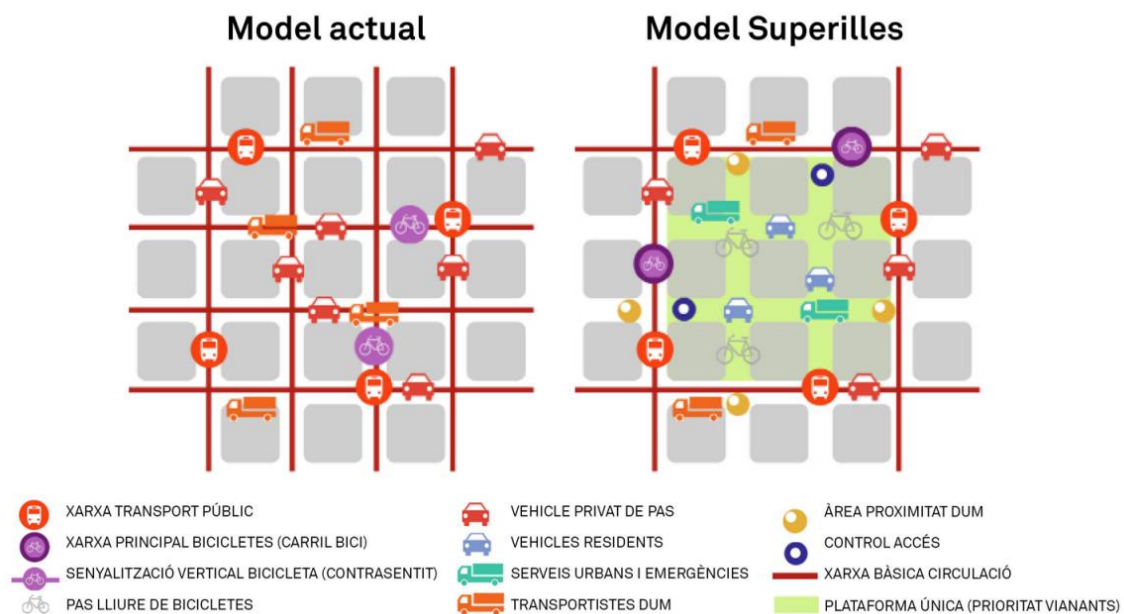 Model actual
Model Superilles
XARXA TRANSPORT PÚBLIC
XARXA PRINCIPAL BICICLETES (CARRIL BICI)
SENYALITZACIÓ VERTICAL BICICLETA (CONTRASENTIT)
PAS LLIURE DE BICICLETES
VEHICLE PRIVAT DE PAS
VEHICLES RESIDENTS
SERVEIS URBANS I EMERGÈNCIES
TRANSPORTISTES DUM
ÀREA PROXIMITAT DUM
CONTROL ACCÉS
XARXA BÀSICA CIRCULACIÓ
PLATAFORMA ÚNICA (PRIORITAT VIANANTS)